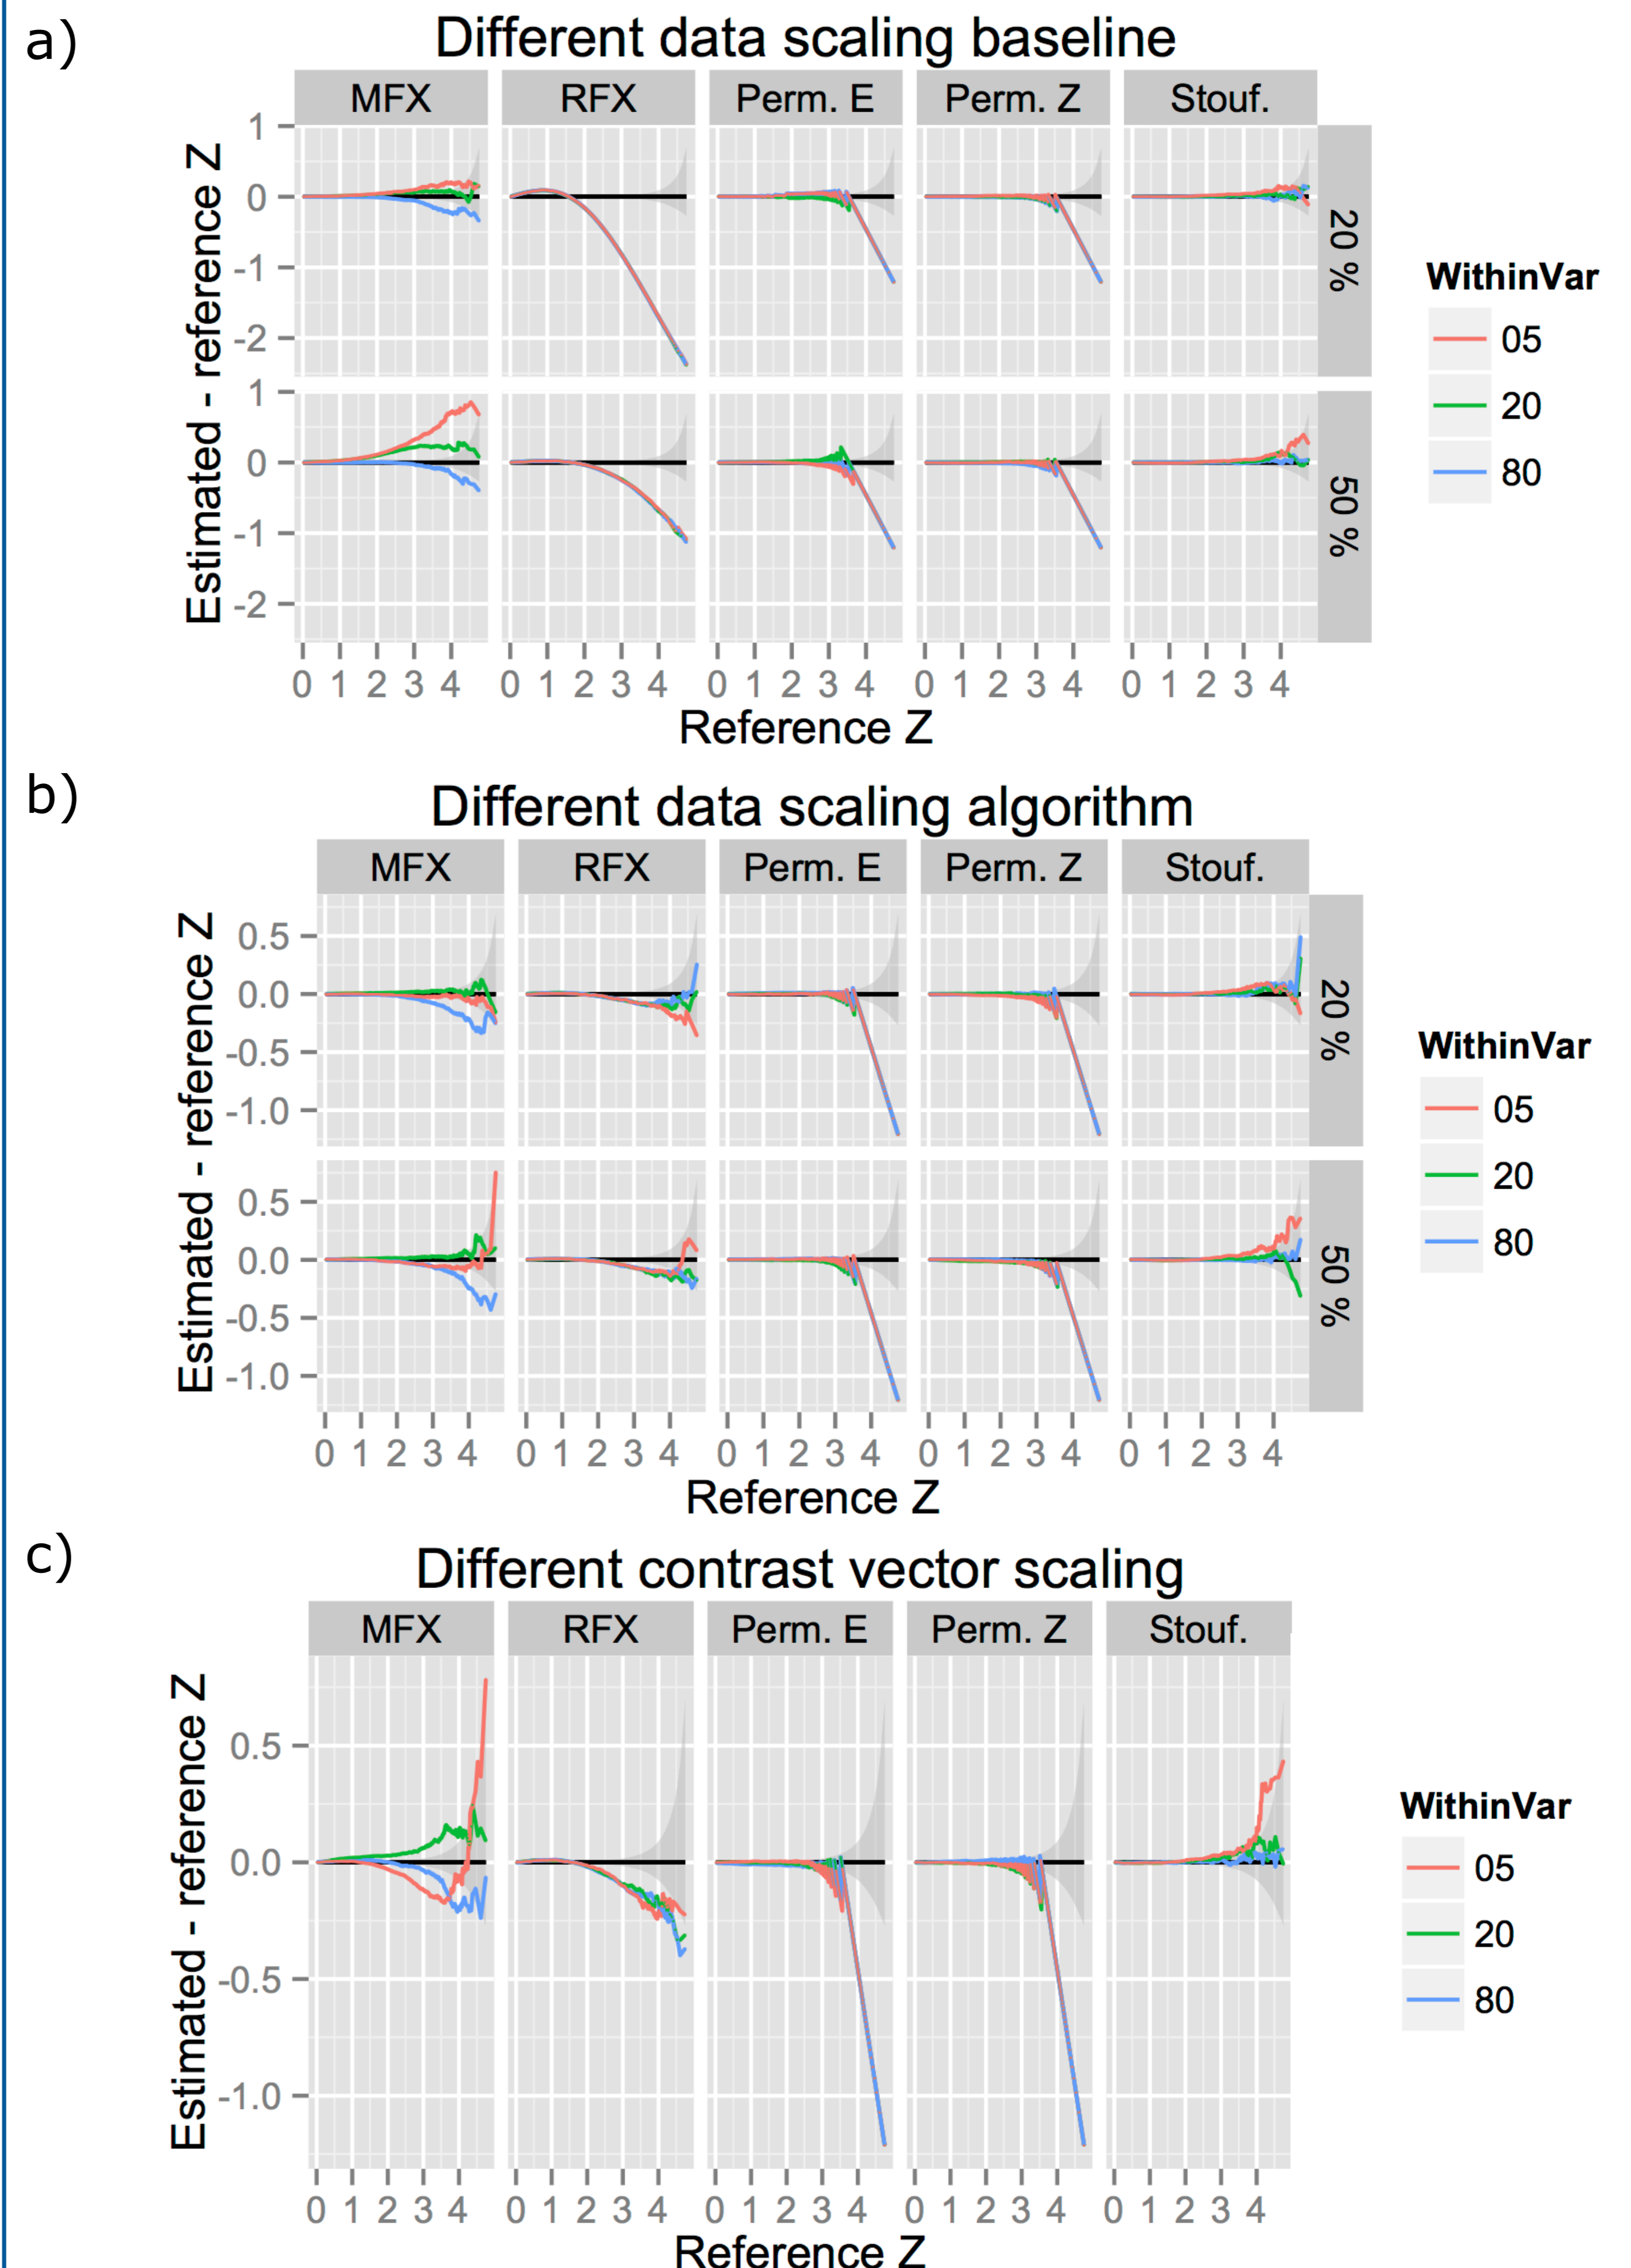 a)
Different data scaling baseline
MFX RFX Perm. E Perm. Z Stouf.
Estimated - reference Z
1
0
-1
-2
20 %
1
0
-1
-2
50 %
0 1 2 3 4 0 1 2 3 4 0 1 2 3 4 0 1 2 3 4 0 1 2 3 4
Reference Z
WithinVar
05
20
80
b)
Different data scaling algorithm
MFX RFX Perm. E Perm. Z Stouf.
Estimated - reference Z
0.5
0.0
-0.5
-1.0
20 %
0.5
0.0
-0.5
-1.0
50 %
0 1 2 3 4 0 1 2 3 4 0 1 2 3 4 0 1 2 3 4 0 1 2 3 4
Reference Z
WithinVar
05
20
80
c)
Different contrast vector scaling
MFX RFX Perm. E Perm. Z Stouf.
Estimated - reference Z
0.5
0.0
-0.5
-1.0
0 1 2 3 4 0 1 2 3 4 0 1 2 3 4 0 1 2 3 4 0 1 2 3 4
Reference Z
WithinVar
05
20
80